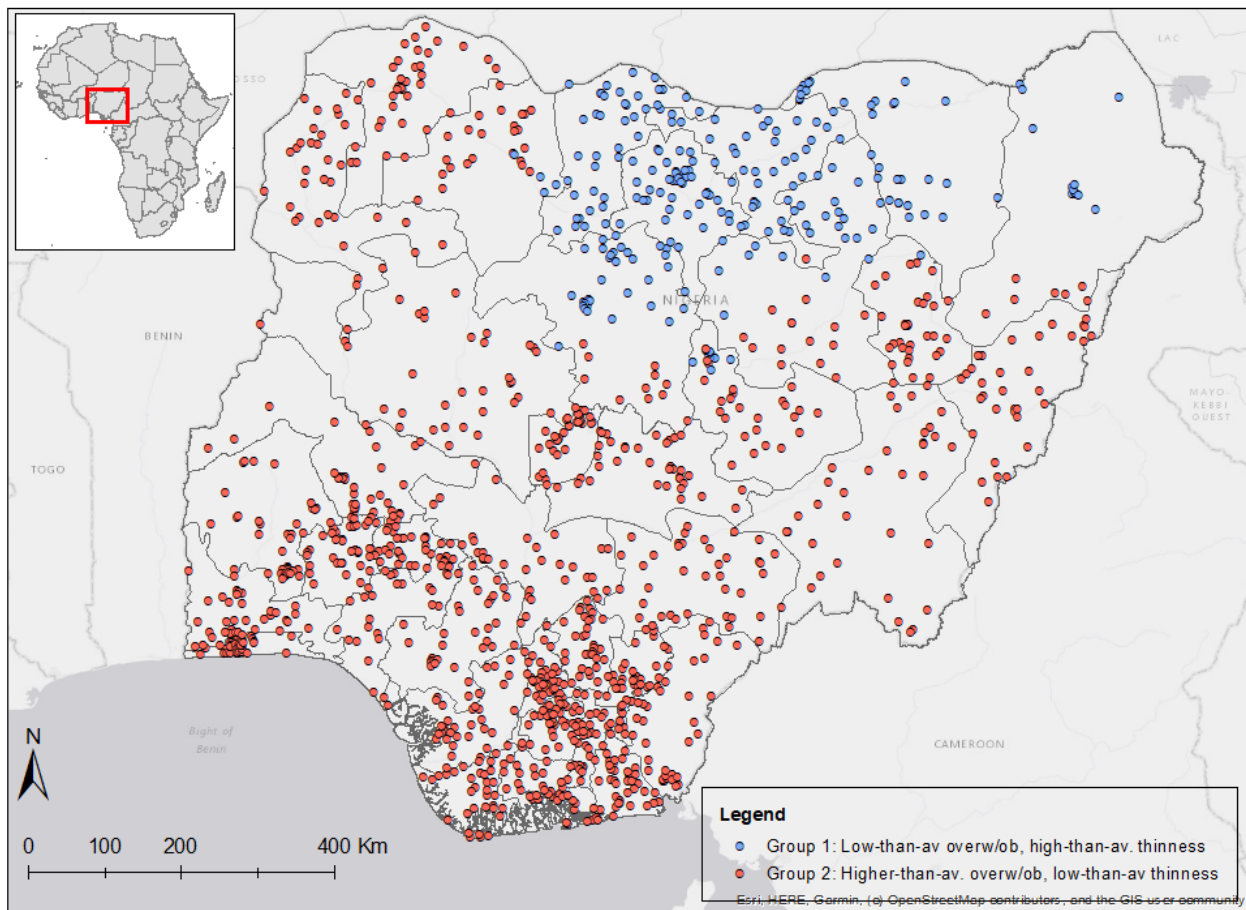 LAC
OSSO
NIGERIA
BENIN
MAYO-
KEBBI
OUEST
TOGO
Bight of
Benin
N
CAMEROON
0 100 200 400 Km
Legend
Group 1: Low-than-av overw/ob, high-than-av. thinness
Group 2: Higher-than-av. overw/ob, low-than-av thinness
Esri, HERE, Garmin, (c) OpenStreetMap contributors, and the GIS user community